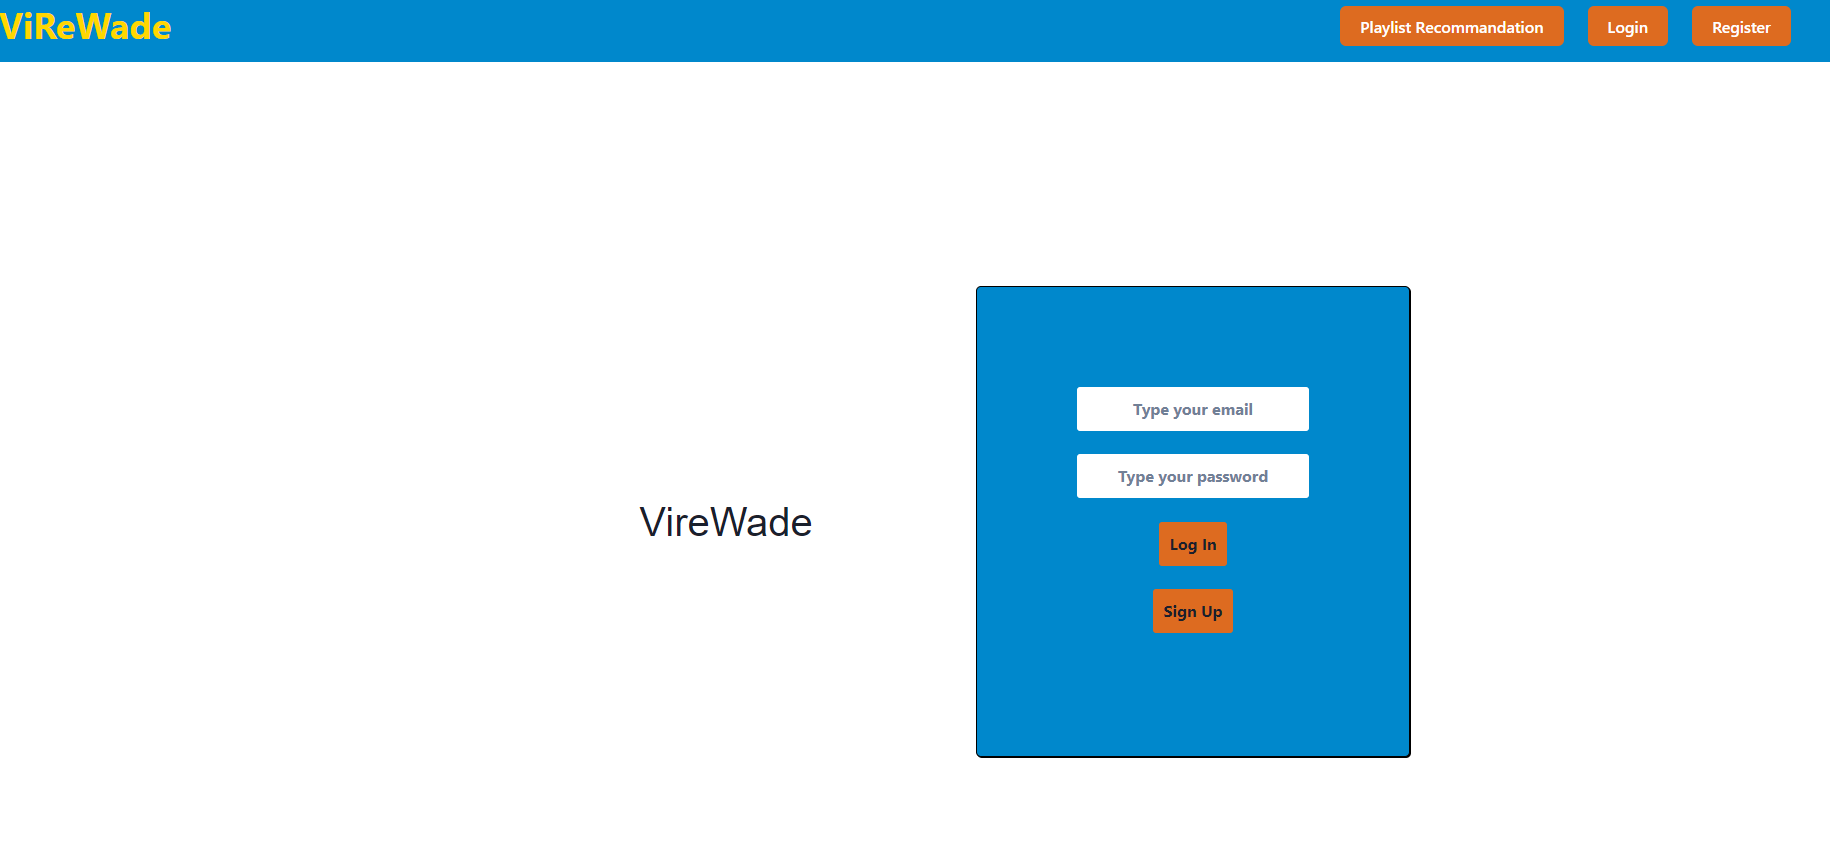 ViReWade
Playlist Recommandation
Login
Register
Type your email
Type your password
VireWade
Log In
Sign Up